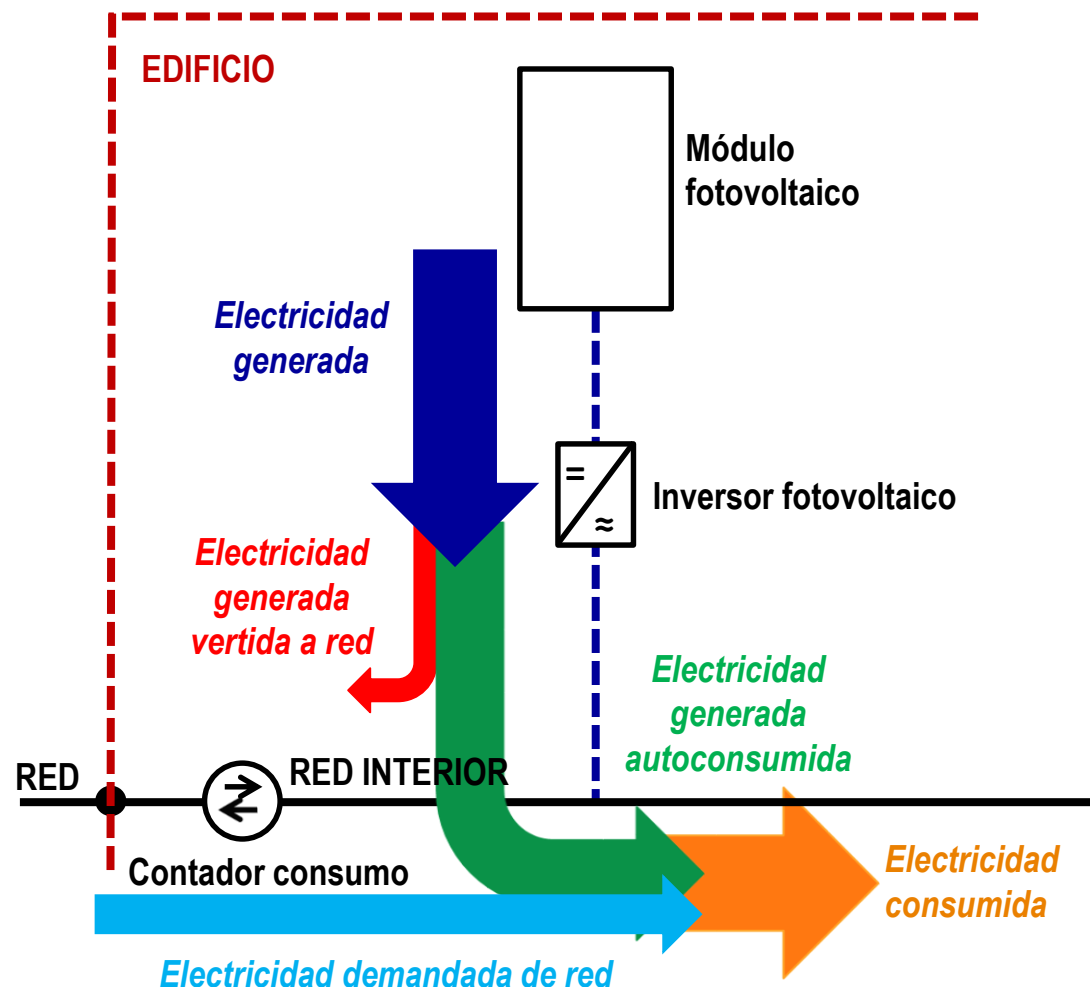 EDIFICIO
Módulo
fotovoltaico
Electricidad
generada
=
≈
Inversor fotovoltaico
Electricidad
generada
vertida a red
Electricidad
generada
autoconsumida
RED
RED INTERIOR
Contador consumo
Electricidad
consumida
Electricidad demandada de red